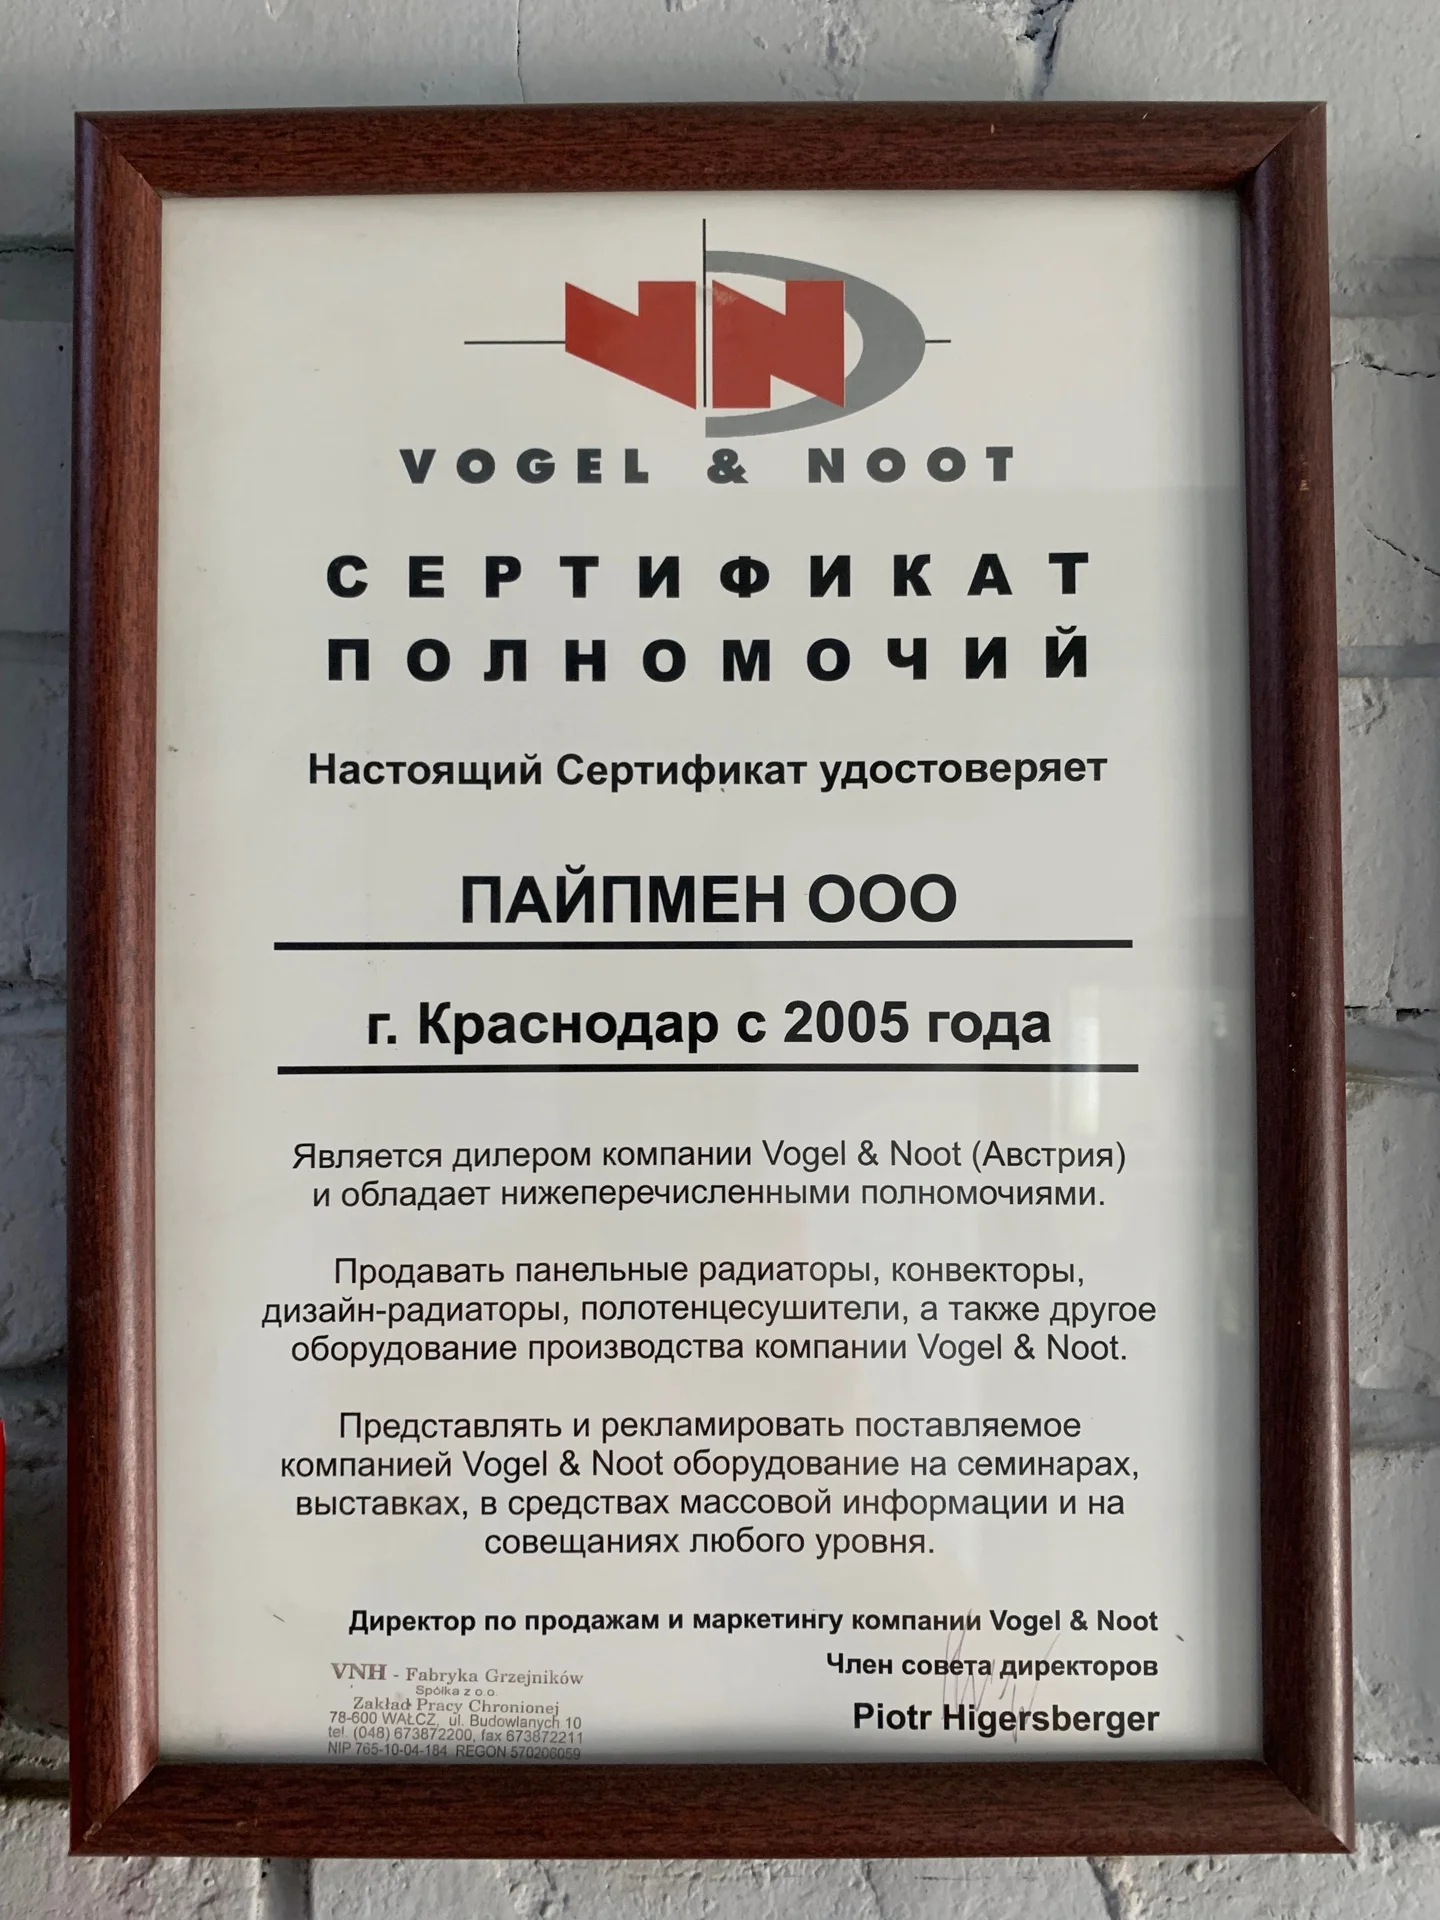 VOGEL & NOOT
СЕРТИФИКАТ
ПОЛНОМОЧИЙ
Настоящий Сертификат удостоверяет
ПАЙПМЕН ООО
г. Краснодар с 2005 года
Является дилером компании Vogel & Noot (Австрия)
и обладает нижеперечисленными полномочиями.
Продавать панельные радиаторы, конвекторы,
дизайн-радиаторы, полотенцесушители, а также другое
оборудование производства компании Vogel & Noot.
Представлять и рекламировать поставляемое
компанией Vogel & Noot оборудование на семинарах,
выставках, в средствах массовой информации и на
совещаниях любого уровня.
Директор по продажам и маркетингу компании Vogel & Noot
Член совета директоров
Piotr Higersberger
VNH - Fabryka Grzejników
Spółka z o.o.
Zakład Pracy Chronionej
78-600 WAŁCZ, ul. Budowlanych 10
tel. (048) 673872200, fax 673872211
NIP 765-10-04-184 REGON 570206059